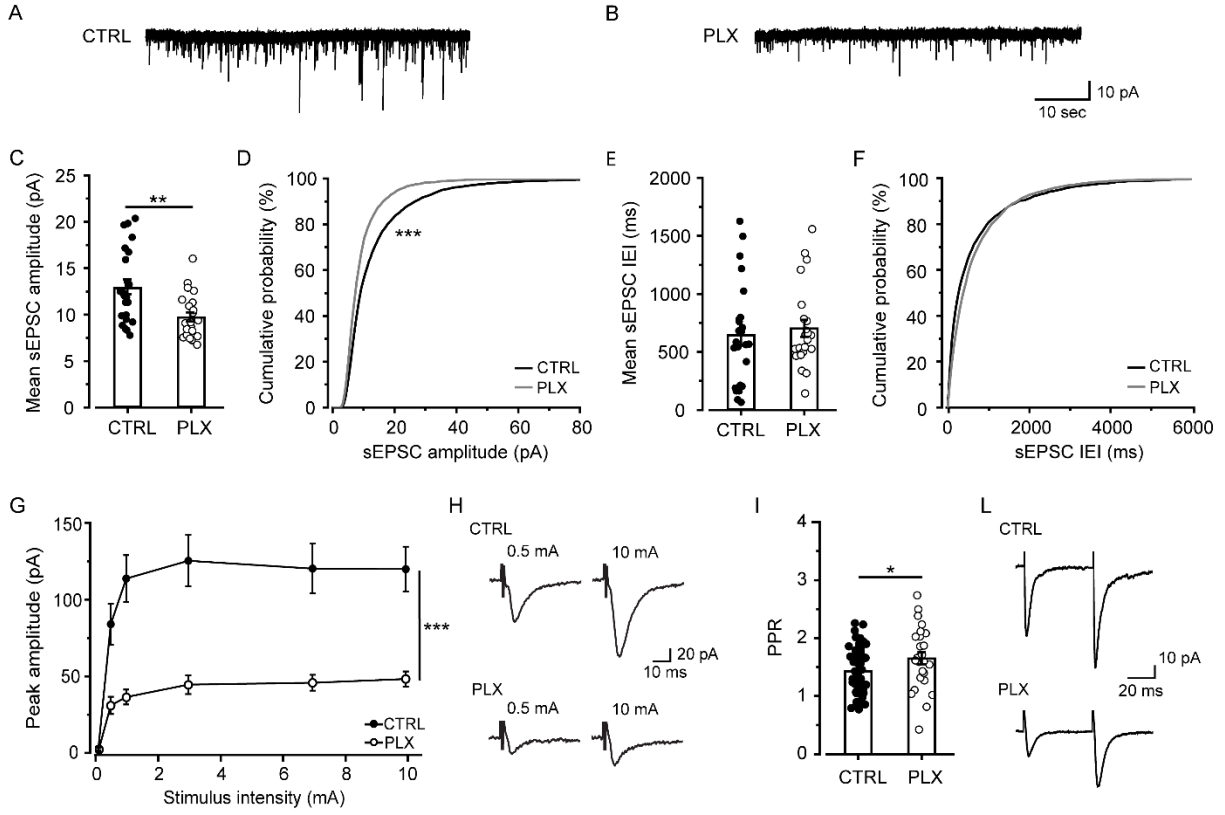 A
CTRL
B
PLX
10 pA
10 sec
C
Mean sEPSC amplitude (pA)
25
20
15
10
5
0
**
CTRL
PLX
D
Cumulative probability (%)
100
80
60
40
20
0
***
CTRL
PLX
0 20 40 60 80
sEPSC amplitude (pA)
E
Mean sEPSC IEI (ms)
2000
1500
1000
500
0
CTRL
PLX
F
Cumulative probability (%)
100
80
60
40
20
0
CTRL
PLX
0 2000 4000 6000
sEPSC IEI (ms)
G
Peak amplitude (pA)
150
100
50
0
***
CTRL
PLX
0 2 4 6 8 10
Stimulus intensity (mA)
H
CTRL
0.5 mA 10 mA
20 pA
10 ms
PLX
0.5 mA 10 mA
I
PPR
4
3
2
1
0
*
CTRL
PLX
L
CTRL
10 pA
20 ms
PLX